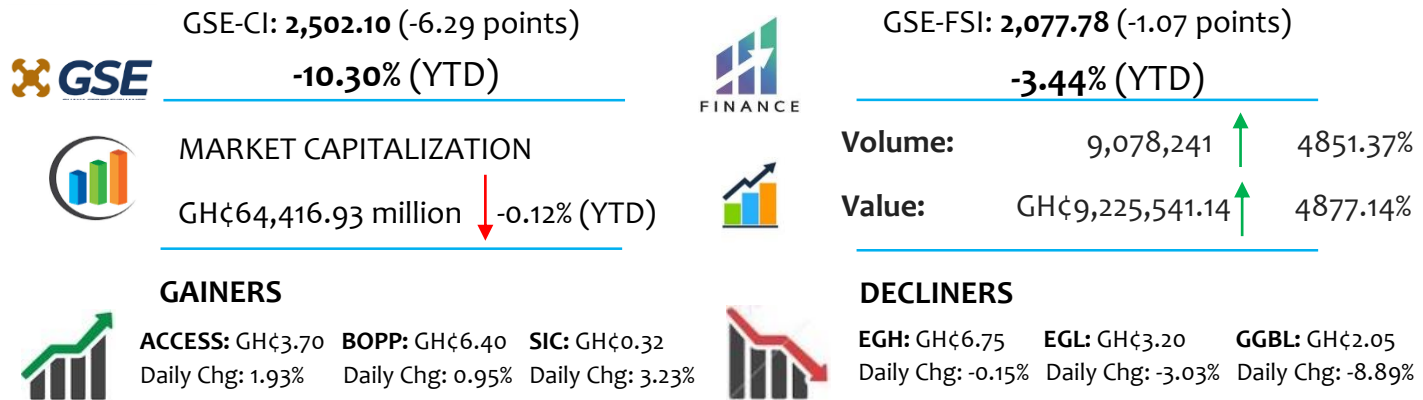 GSE-CI: 2,502.10 (-6.29 points)
GSE
-10.30% (YTD)
MARKET CAPITALIZATION
GH¢64,416.93 million -0.12% (YTD)
GAINERS
ACCESS: GH¢3.70 BOPP: GH¢6.40 SIC: GH¢0.32
Daily Chg: 1.93% Daily Chg: 0.95% Daily Chg: 3.23%
GSE-FSI: 2,077.78 (-1.07 points)
FINANCE
-3.44% (YTD)
Volume: 9,078,241 4851.37%
Value: GH¢9,225,541.14 4877.14%
DECLINERS
EGH: GH¢6.75 EGL: GH¢3.20 GGBL: GH¢2.05
Daily Chg: -0.15% Daily Chg: -3.03% Daily Chg: -8.89%